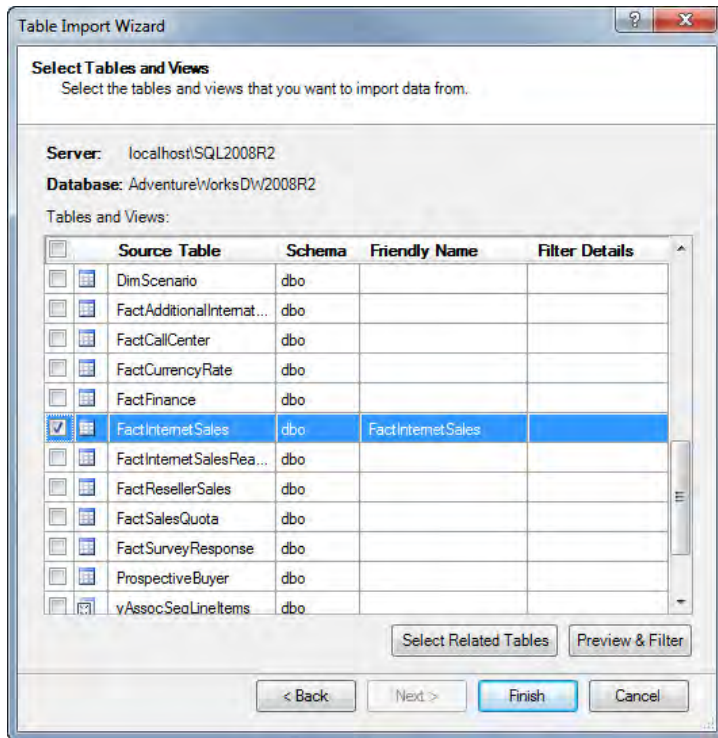 Table Import Wizard
Select Tables and Views
Select the tables and views that you want to import data from.
Server: localhost\SQL2008R2
Database: AdventureWorksDW2008R2
Tables and Views:
Source Table Schema Friendly Name Filter Details
DimScenario dbo
FactAdditionalInternat... dbo
FactCallCenter dbo
FactCurrencyRate dbo
FactFinance dbo
FactInternetSales dbo FactInternetSales
FactInternetSalesRea... dbo
FactResellerSales dbo
FactSalesQuota dbo
FactSurveyResponse dbo
ProspectiveBuyer dbo
vAssocSeqLineItems dbo
Select Related Tables Preview & Filter
< Back Next > Finish Cancel